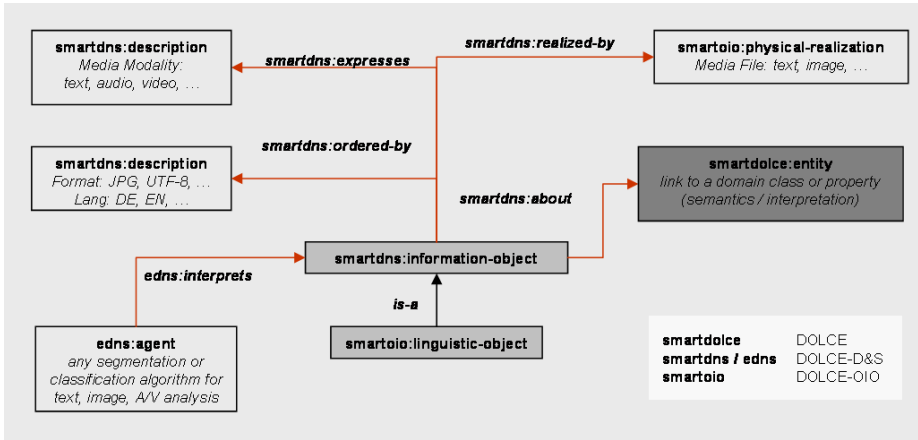 smartdns:description
Media Modality:
text, audio, video, ...
smartdns:expresses
smartdns:realized-by
smartoio:physical-realization
Media File: text, image, ...
smartdns:description
Format: JPG, UTF-8, ...
Lang: DE, EN, ...
smartdns:ordered-by
smartdns:about
smartdolce:entity
link to a domain class or property
(semantics / interpretation)
edns:interprets
smartdns:information-object
is-a
smartoio:linguistic-object
edns:agent
any segmentation or
classification algorithm for
text, image, A/V analysis
smartdolce DOLCE
smartdns / edns DOLCE-D&S
smartoio DOLCE-OIO